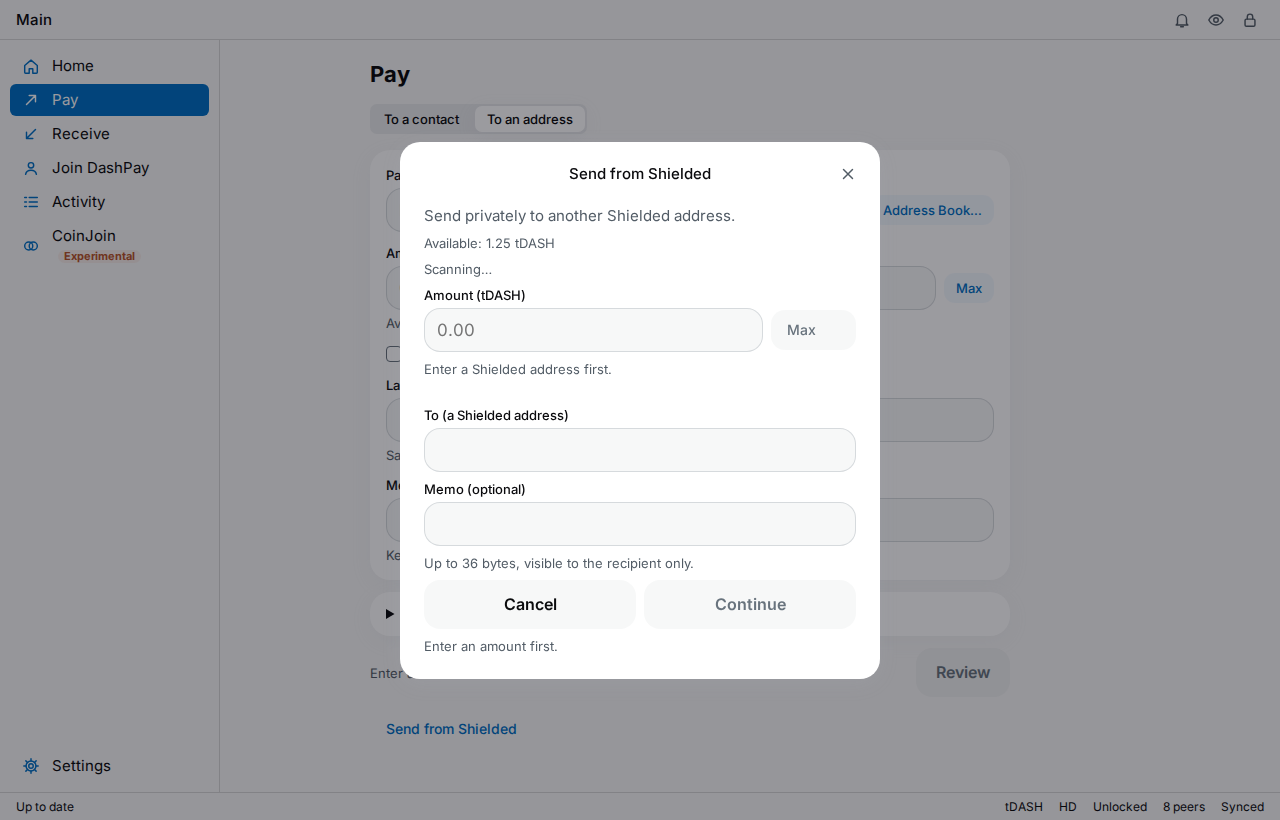 Main
Home
Pay
Receive
Join DashPay
Activity
CoinJoin
Experimental
Settings
Pay
To a contact
To an address
Address Book...
Max
Send from Shielded
Send privately to another Shielded address.
Available: 1.25 tDASH
Scanning...
Amount (tDASH)
0.00
Max
Enter a Shielded address first.
To (a Shielded address)
Memo (optional)
Up to 36 bytes, visible to the recipient only.
Cancel
Continue
Enter an amount first.
Enter
Review
Send from Shielded
Up to date
tDASH
HD
Unlocked
8 peers
Synced